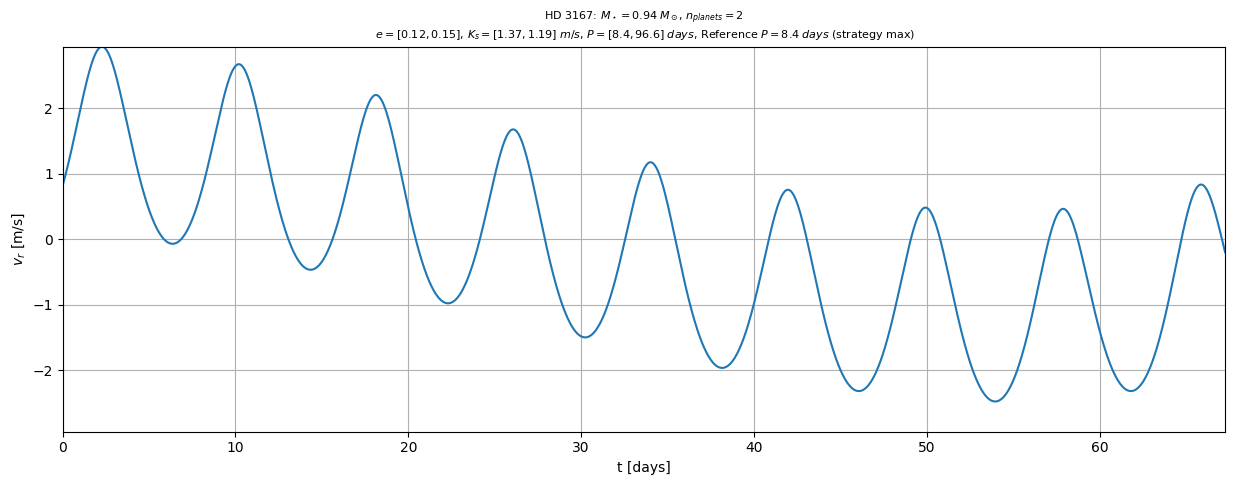 HD 3167: $M_\star = 0.94\ M_\odot$, $n_{planets} = 2$
$e = [0.12, 0.15]$, $K_s = [1.37, 1.19]\ m/s$, $P = [8.4, 96.6]\ days$, Reference $P = 8.4\ days$ (strategy max)
$v_r$ [m/s]
2
1
0
−1
−2
0 10 20 30 40 50 60
t [days]